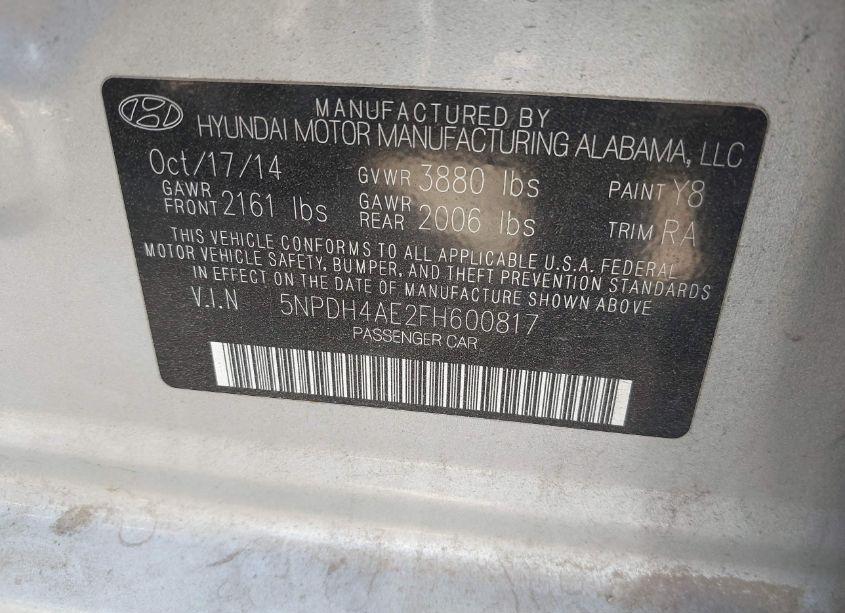 MANUFACTURED BY
HYUNDAI MOTOR MANUFACTURING ALABAMA, LLC
Oct/17/14 GVWR 3880 lbs PAINT Y8
GAWR FRONT 2161 lbs GAWR REAR 2006 lbs TRIM RA
THIS VEHICLE CONFORMS TO ALL APPLICABLE U.S.A. FEDERAL
MOTOR VEHICLE SAFETY, BUMPER, AND THEFT PREVENTION STANDARDS
IN EFFECT ON THE DATE OF MANUFACTURE SHOWN ABOVE
V.I.N 5NPDH4AE2FH600817
PASSENGER CAR